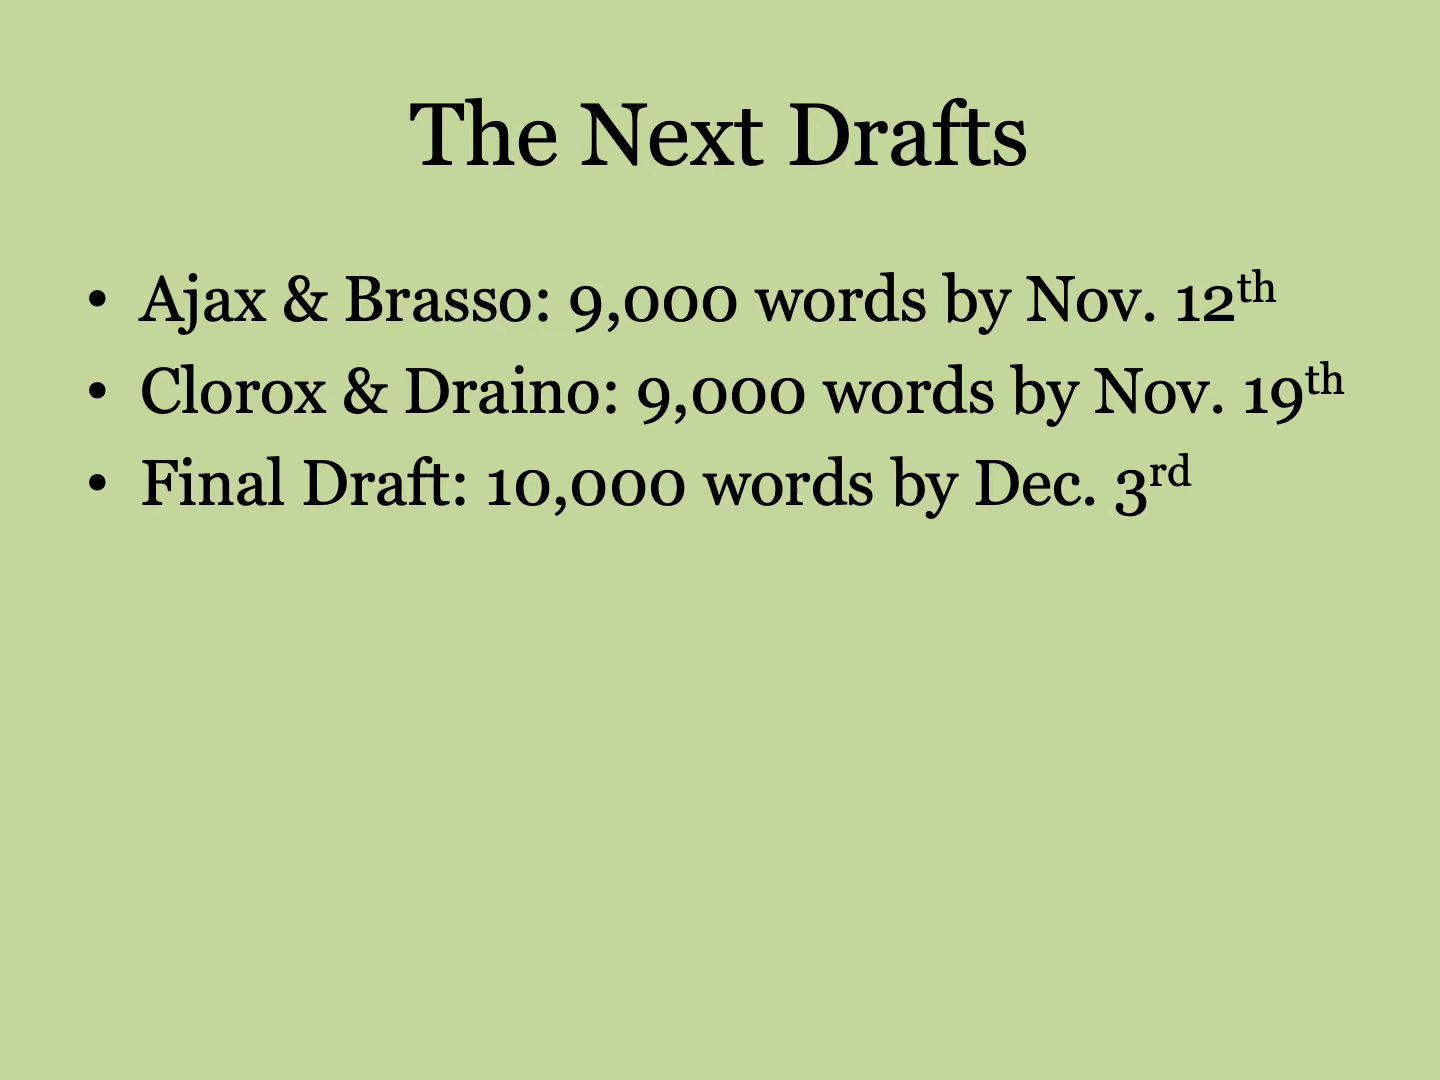 The Next Drafts
• Ajax & Brasso: 9,000 words by Nov. 12th
• Clorox & Draino: 9,000 words by Nov. 19th
• Final Draft: 10,000 words by Dec. 3rd